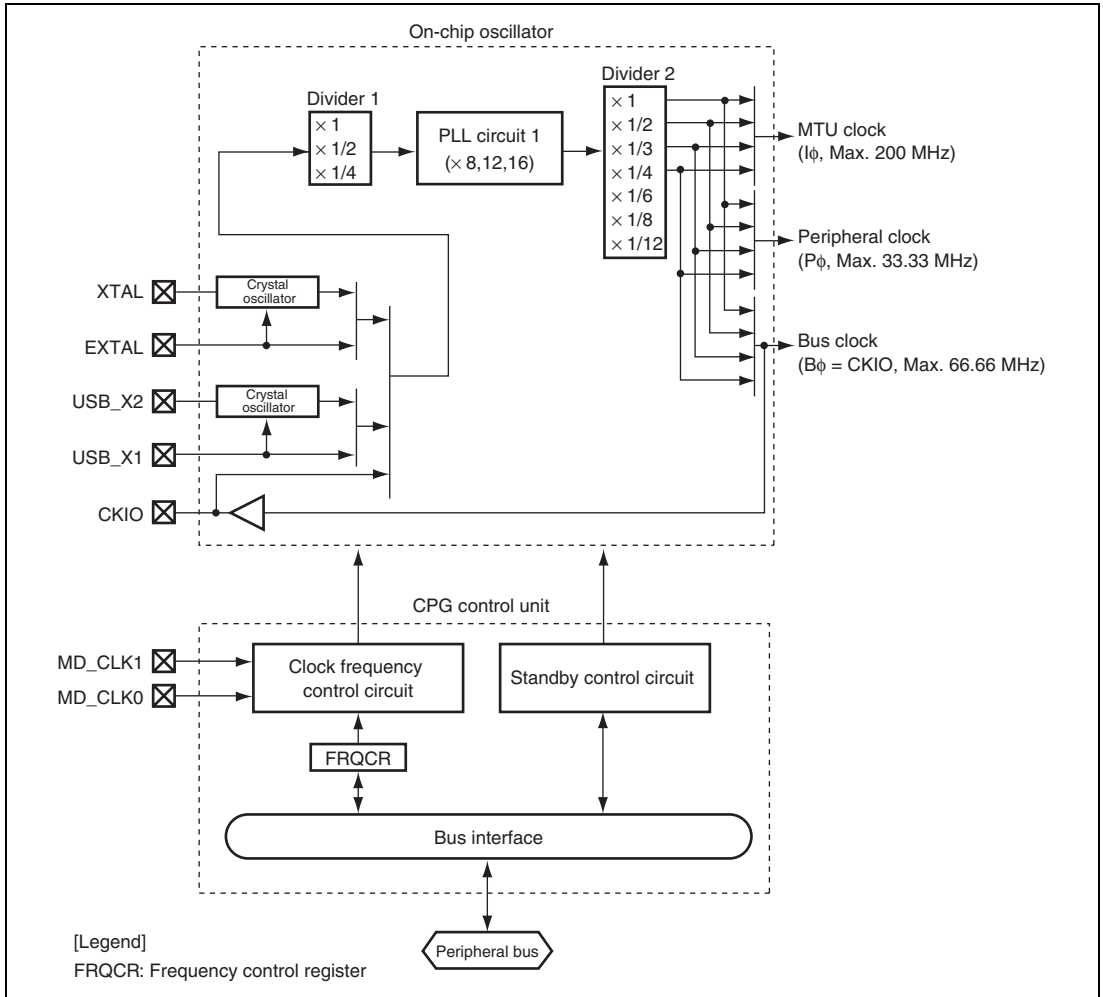 On-chip oscillator
Divider 1
× 1
× 1/2
× 1/4
PLL circuit 1
(× 8,12,16)
Divider 2
× 1
× 1/2
× 1/3
× 1/4
× 1/6
× 1/8
× 1/12
MTU clock
(Iϕ, Max. 200 MHz)
Peripheral clock
(Pϕ, Max. 33.33 MHz)
Bus clock
(Bϕ = CKIO, Max. 66.66 MHz)
XTAL
Crystal
oscillator
EXTAL
USB_X2
Crystal
oscillator
USB_X1
CKIO
CPG control unit
MD_CLK1
MD_CLK0
Clock frequency
control circuit
Standby control circuit
FRQCR
Bus interface
Peripheral bus
[Legend]
FRQCR: Frequency control register